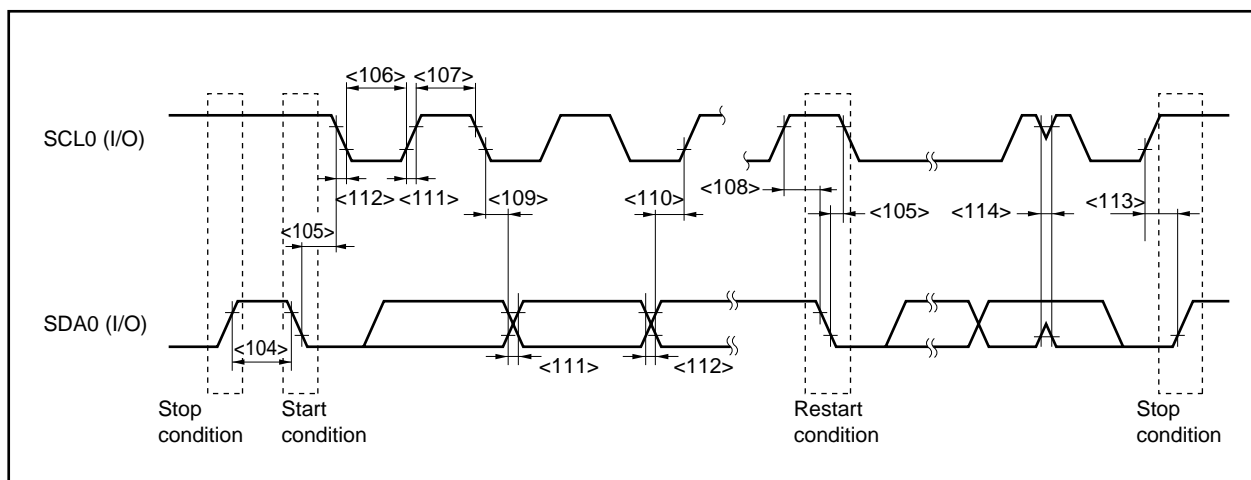 <106> <107>
SCL0 (I/O)
<112> <111> <109> <110> <108> <105> <114> <113>
<105>
SDA0 (I/O)
<104> <111> <112>
Stop
condition
Start
condition
Restart
condition
Stop
condition